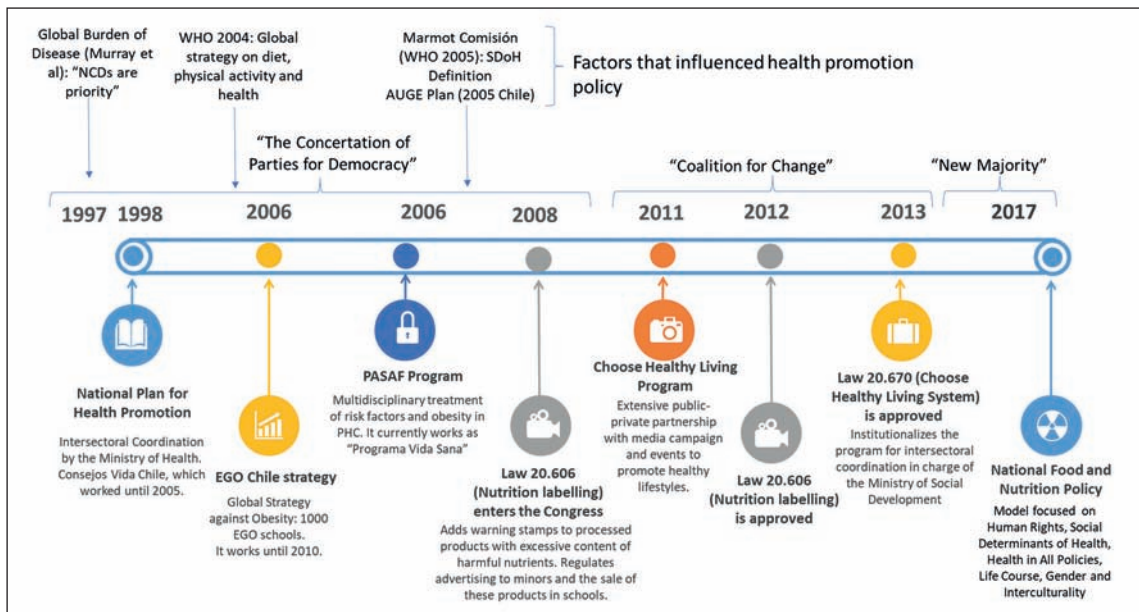 Global Burden of
Disease (Murray et
al): “NCDs are
priority”
WHO 2004: Global
strategy on diet,
physical activity and
health
Marmot Comisión
(WHO 2005): SDoH
Definition
AUGE Plan (2005 Chile)
Factors that influenced health promotion
policy
“The Concertation of
Parties for Democracy”
“Coalition for Change”
“New Majority”
1997 1998
2006
2006
2008
2011
2012
2013
2017
National Plan for
Health Promotion
Intersectoral Coordination
by the Ministry of Health.
Consejos Vida Chile, which
worked until 2005.
EGO Chile strategy
Global Strategy
against Obesity: 1000
EGO schools.
It works until 2010.
PASAF Program
Multidisciplinary treatment
of risk factors and obesity in
PHC. It currently works as
“Programa Vida Sana”
Law 20.606
(Nutrition labelling)
enters the Congress
Adds warning stamps to processed
products with excessive content of
harmful nutrients. Regulates
advertising to minors and the sale of
these products in schools.
Choose Healthy Living
Program
Extensive public-
private partnership
with media campaign
and events to
promote healthy
lifestyles.
Law 20.606
(Nutrition labelling)
is approved
Law 20.670 (Choose
Healthy Living System)
is approved
Institutionalizes the
program for intersectoral
coordination in charge of
the Ministry of Social
Development
National Food and
Nutrition Policy
Model focused on
Human Rights, Social
Determinants of Health,
Health in All Policies,
Life Course, Gender and
Interculturality